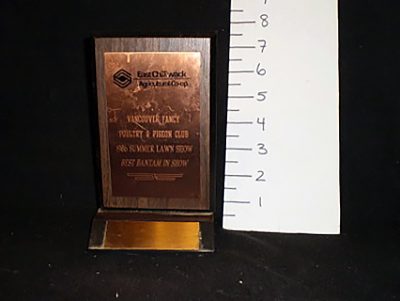 East Chilliwack
Agricultural Co-op
VANCOUVER FANCY
POULTRY & PIGEON CLUB
1986 SUMMER LAWN SHOW
BEST BANTAM IN SHOW
8
7
6
5
4
3
2
1